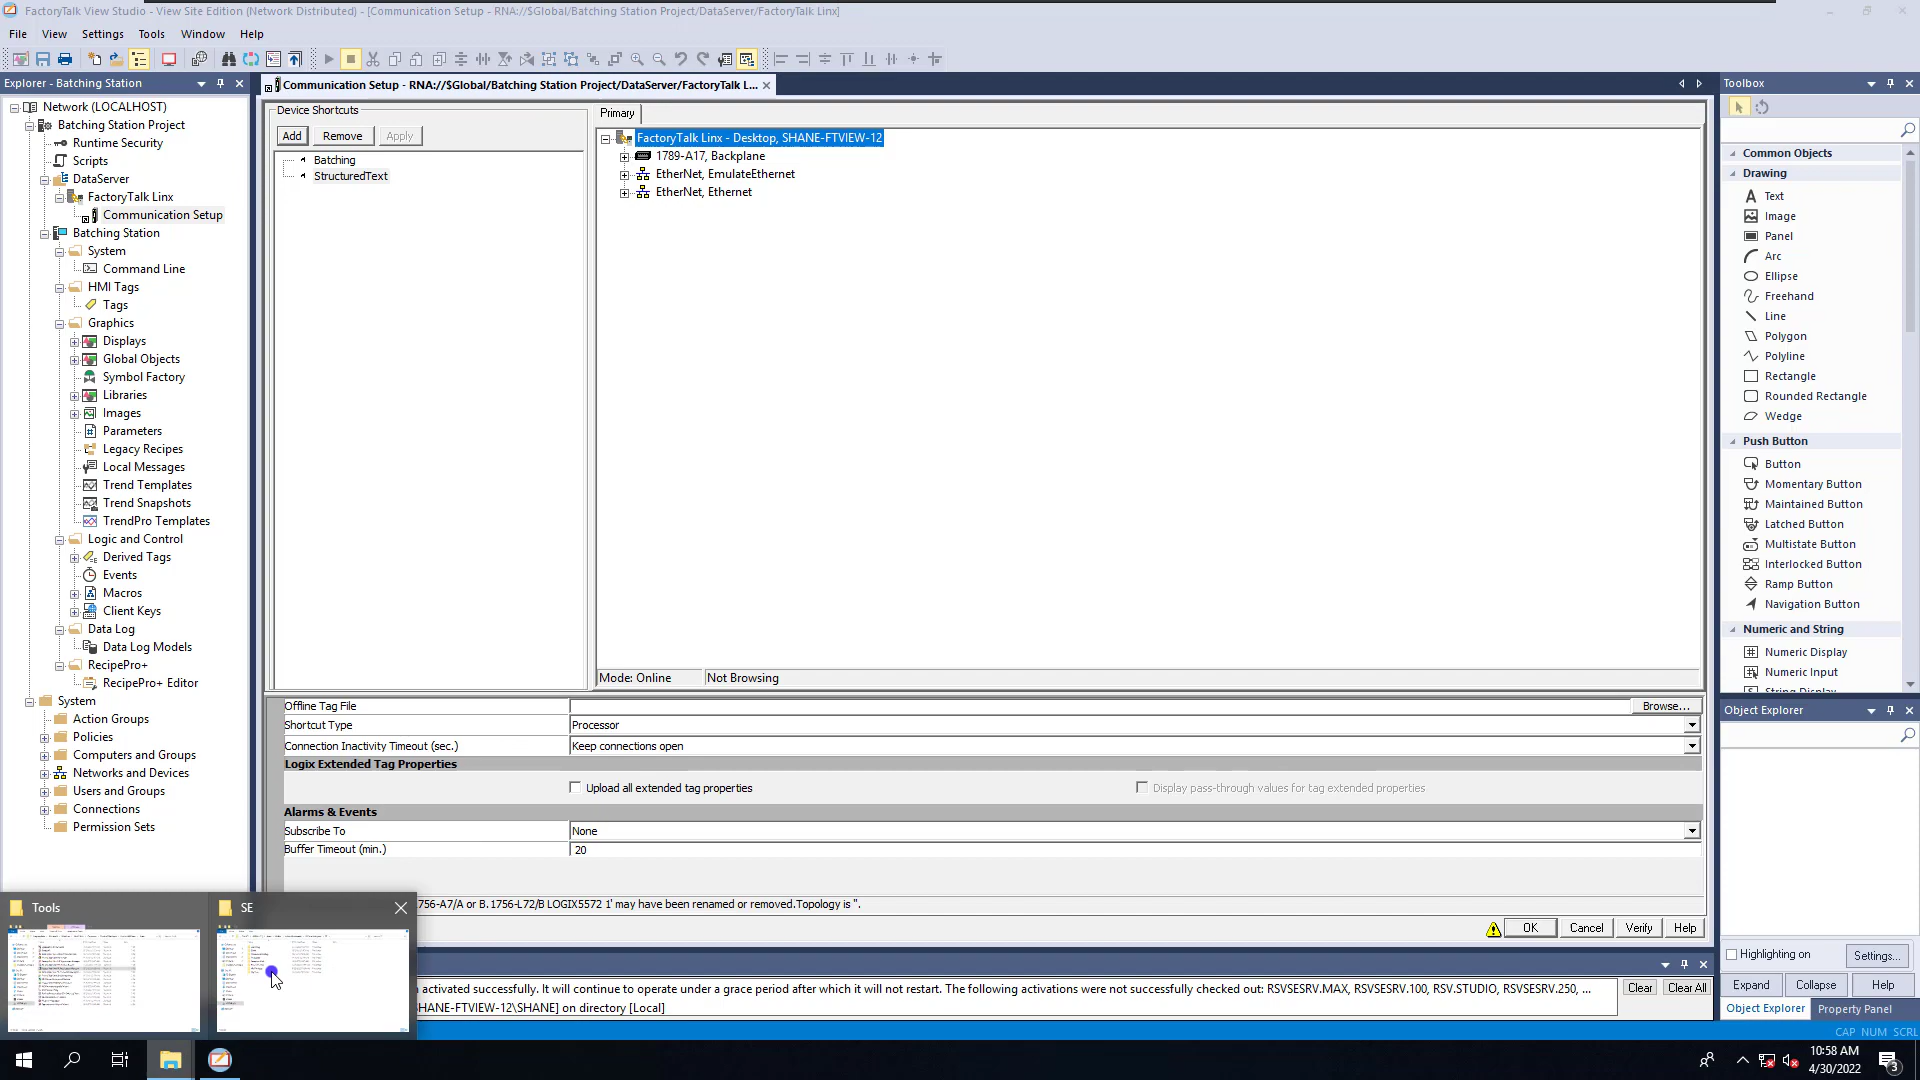 FactoryTalk View Studio - View Site Edition (Network Distributed) - [Communication Setup - RNA://$Global/Batching Station Project/DataServer/FactoryTalk Linx]
File View Settings Tools Window Help
Explorer - Batching Station
Network (LOCALHOST)
Batching Station Project
Runtime Security
Scripts
DataServer
FactoryTalk Linx
Communication Setup
Batching Station
System
Command Line
HMI Tags
Tags
Graphics
Displays
Global Objects
Symbol Factory
Libraries
Images
Parameters
Legacy Recipes
Local Messages
Trend Templates
Trend Snapshots
TrendPro Templates
Logic and Control
Derived Tags
Events
Macros
Client Keys
Data Log
Data Log Models
RecipePro+
RecipePro+ Editor
System
Action Groups
Policies
Computers and Groups
Networks and Devices
Users and Groups
Connections
Permission Sets
Communication Setup - RNA://$Global/Batching Station Project/DataServer/FactoryTalk L...
Device Shortcuts
Add Remove Apply
Batching
StructuredText
Primary
FactoryTalk Linx - Desktop, SHANE-FTVIEW-12
1789-A17, Backplane
EtherNet, EmulateEthernet
EtherNet, Ethernet
Mode: Online Not Browsing
Offline Tag File Browse...
Shortcut Type Processor
Connection Inactivity Timeout (sec.) Keep connections open
Logix Extended Tag Properties
Upload all extended tag properties Display pass-through values for tag extended properties
Alarms & Events
Subscribe To None
Buffer Timeout (min.) 20
1756-A7/A or B.1756-L72/B LOGIX5572 1' may have been renamed or removed.Topology is ''.
OK Cancel Verify Help
activated successfully. It will continue to operate under a grace period after which it will not restart. The following activations were not successfully checked out: RSVSESRV.MAX, RSVSESRV.100, RSV.STUDIO, RSVSESRV.250, ...
Clear Clear All
SHANE-FTVIEW-12\SHANE] on directory [Local]
Toolbox
Common Objects
Drawing
Text
Image
Panel
Arc
Ellipse
Freehand
Line
Polygon
Polyline
Rectangle
Rounded Rectangle
Wedge
Push Button
Button
Momentary Button
Maintained Button
Latched Button
Multistate Button
Interlocked Button
Ramp Button
Navigation Button
Numeric and String
Numeric Display
Numeric Input
String Display
Object Explorer
Highlighting on Settings...
Expand Collapse Help
Object Explorer Property Panel
CAP NUM SCRL
Tools
SE
10:58 AM
4/30/2022
3